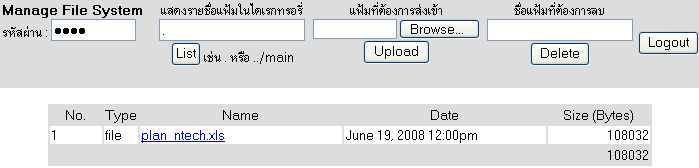 Manage File System
แสดงรายชื่อแฟ้มในไดเรกทอรี่
แฟ้มที่ต้องการส่งเข้า
ชื่อแฟ้มที่ต้องการลบ
รหัสผ่าน : ●●●●
.
Browse...
Logout
List เช่น . หรือ ../main
Upload
Delete
No. Type Name Date Size (Bytes)
1 file plan_ntech.xls June 19, 2008 12:00pm 108032
108032